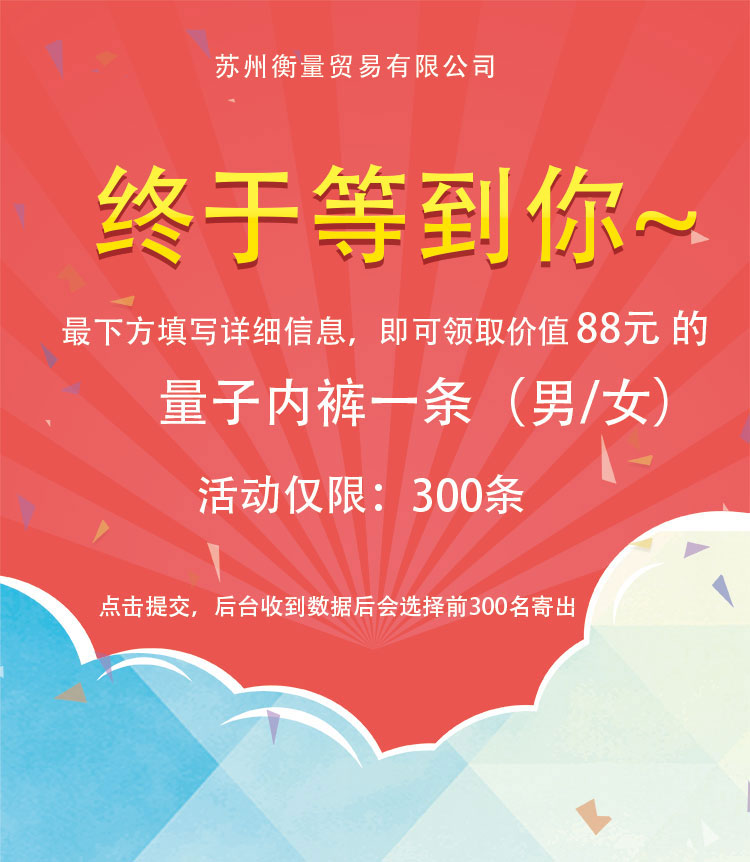 苏州衡量贸易有限公司
终于等到你~
最下方填写详细信息，即可领取价值 88元 的
量子内裤一条（男/女）
活动仅限：300条
点击提交，后台收到数据后会选择前300名寄出